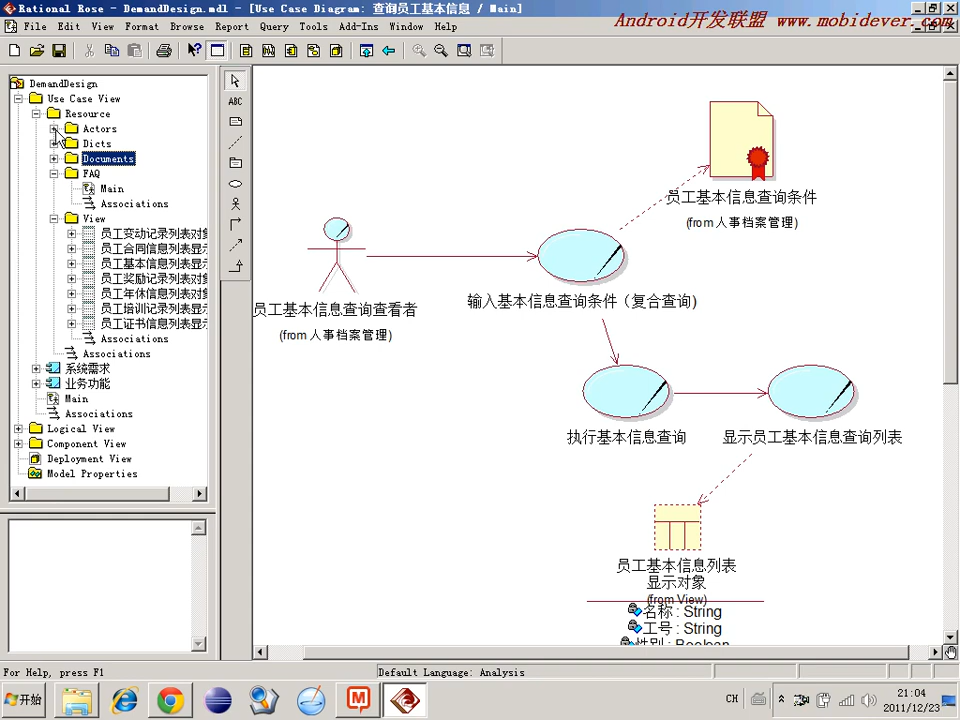 Rational Rose - DemandDesign.mdl - [Use Case Diagram: 查询员工基本信息 / Main]
File Edit View Format Browse Report Query Tools Add-Ins Window Help
Android开发联盟 www.mobidever.com
ABC
DemandDesign
Use Case View
Resource
Actors
Dicts
Documents
FAQ
Main
Associations
View
员工变动记录列表对象
员工合同信息列表显示
员工基本信息列表显示
员工奖励记录列表对象
员工年休信息列表显示
员工培训记录列表显示
员工证书信息列表显示
Associations
Associations
系统需求
业务功能
Main
Associations
Logical View
Component View
Deployment View
Model Properties
员工基本信息查询条件
(from 人事档案管理)
员工基本信息查询查看者
(from 人事档案管理)
输入基本信息查询条件（复合查询)
执行基本信息查询
显示员工基本信息查询列表
员工基本信息列表
显示对象
(from View)
名称 : String
工号 : String
性别 : Boolean
For Help, press F1
Default Language: Analysis
开始
CH
21:04
2011/12/23